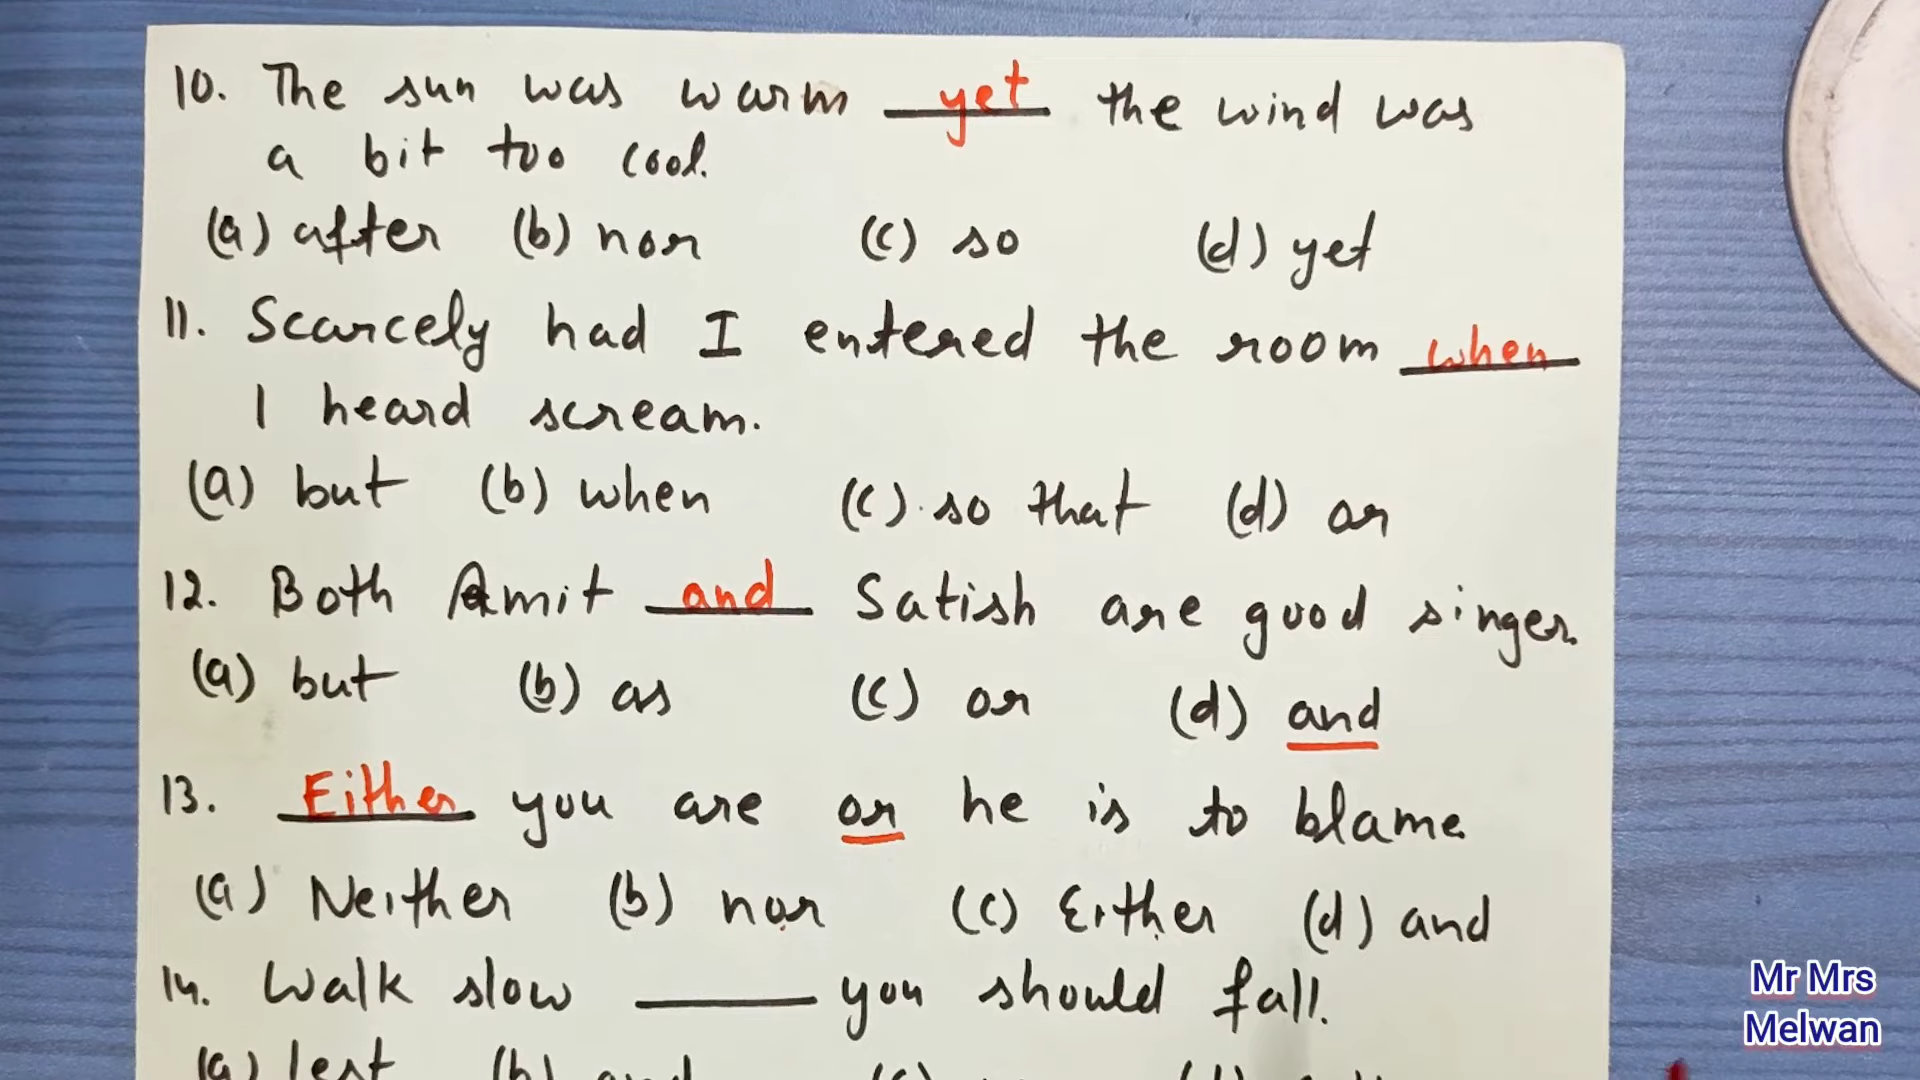 10. The sun was warm yet the wind was
a bit too cool.
(a) after (b) nor (c) so (d) yet
11. Scarcely had I entered the room when
I heard scream.
(a) but (b) when (c) so that (d) or
12. Both Amit and Satish are good singer.
(a) but (b) as (c) or (d) and
13. Either you are or he is to blame.
(a) Neither (b) nor (c) Either (d) and
14. Walk slow ______ you should fall.
(a) lest (b) and
Mr Mrs
Melwan